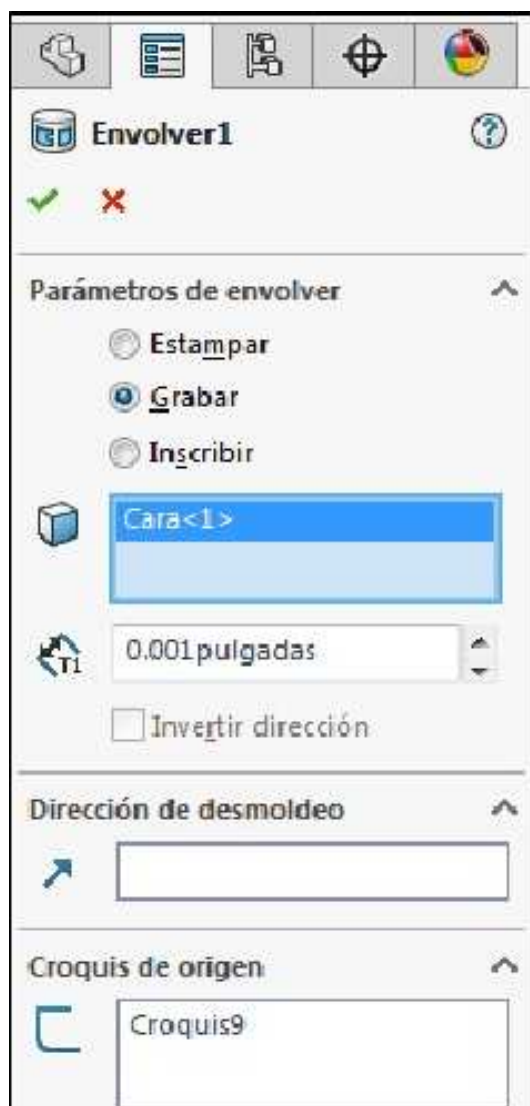 Envolver1
Parámetros de envolver
Estampar
Grabar
Inscribir
Cara<1>
T1
0.001pulgadas
Invertir dirección
Dirección de desmoldeo
Croquis de origen
Croquis9